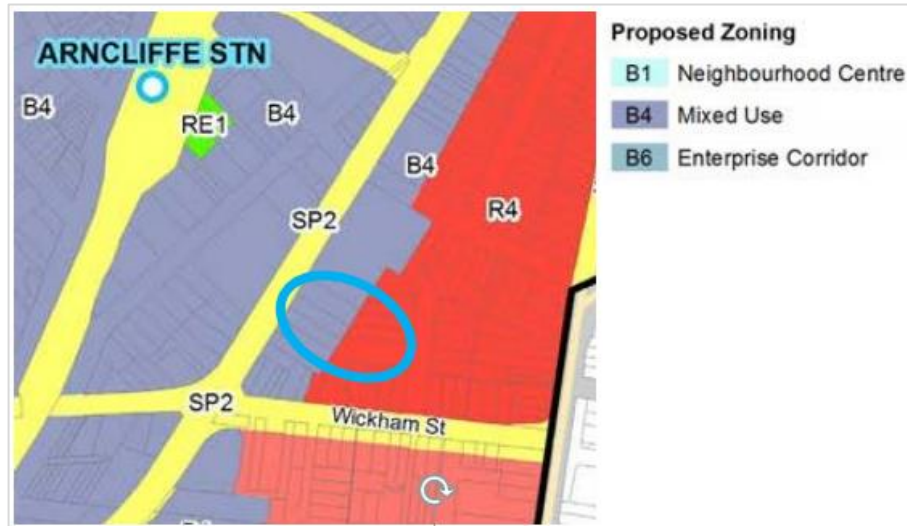 ARNCLIFFE STN
B4
RE1
B4
B4
SP2
R4
SP2
Wickham St
Proposed Zoning
B1 Neighbourhood Centre
B4 Mixed Use
B6 Enterprise Corridor